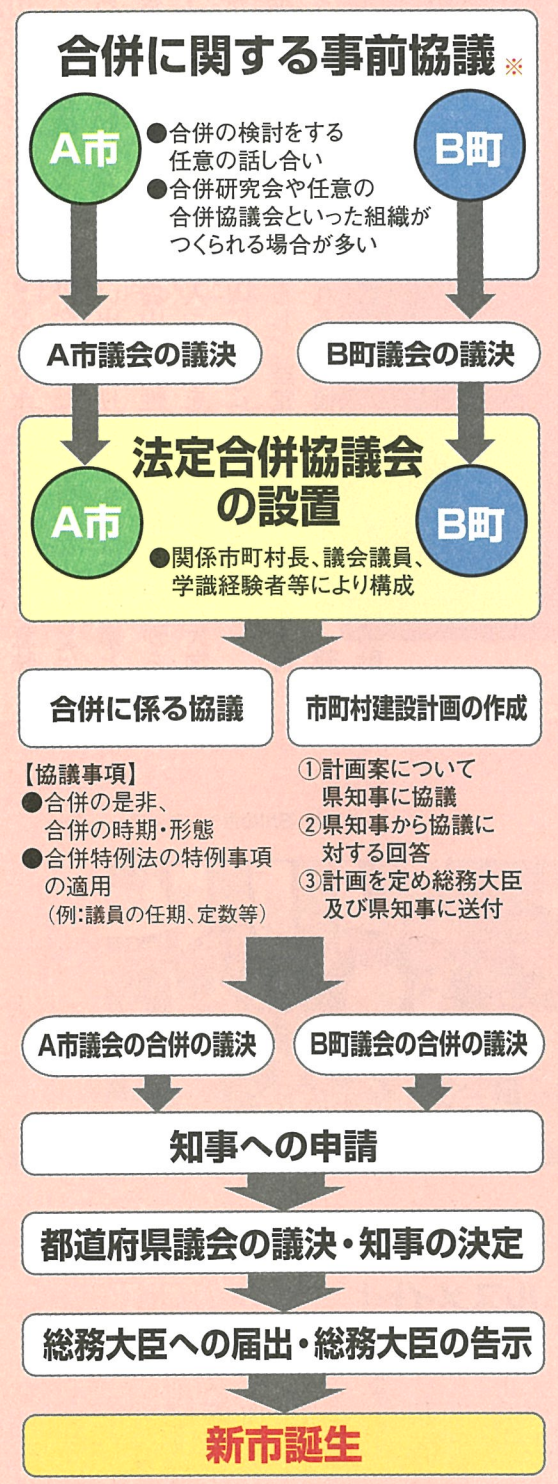 合併に関する事前協議※
A市
●合併の検討をする
任意の話し合い
●合併研究会や任意の
合併協議会といった組織が
つくられる場合が多い
B町
A市議会の議決
B町議会の議決
法定合併協議会
の設置
A市
●関係市町村長、議会議員、
学識経験者等により構成
B町
合併に係る協議
【協議事項】
●合併の是非、
合併の時期・形態
●合併特例法の特例事項
の適用
(例:議員の任期、定数等)
市町村建設計画の作成
①計画案について
県知事に協議
②県知事から協議に
対する回答
③計画を定め総務大臣
及び県知事に送付
A市議会の合併の議決
B町議会の合併の議決
知事への申請
都道府県議会の議決・知事の決定
総務大臣への届出・総務大臣の告示
新市誕生